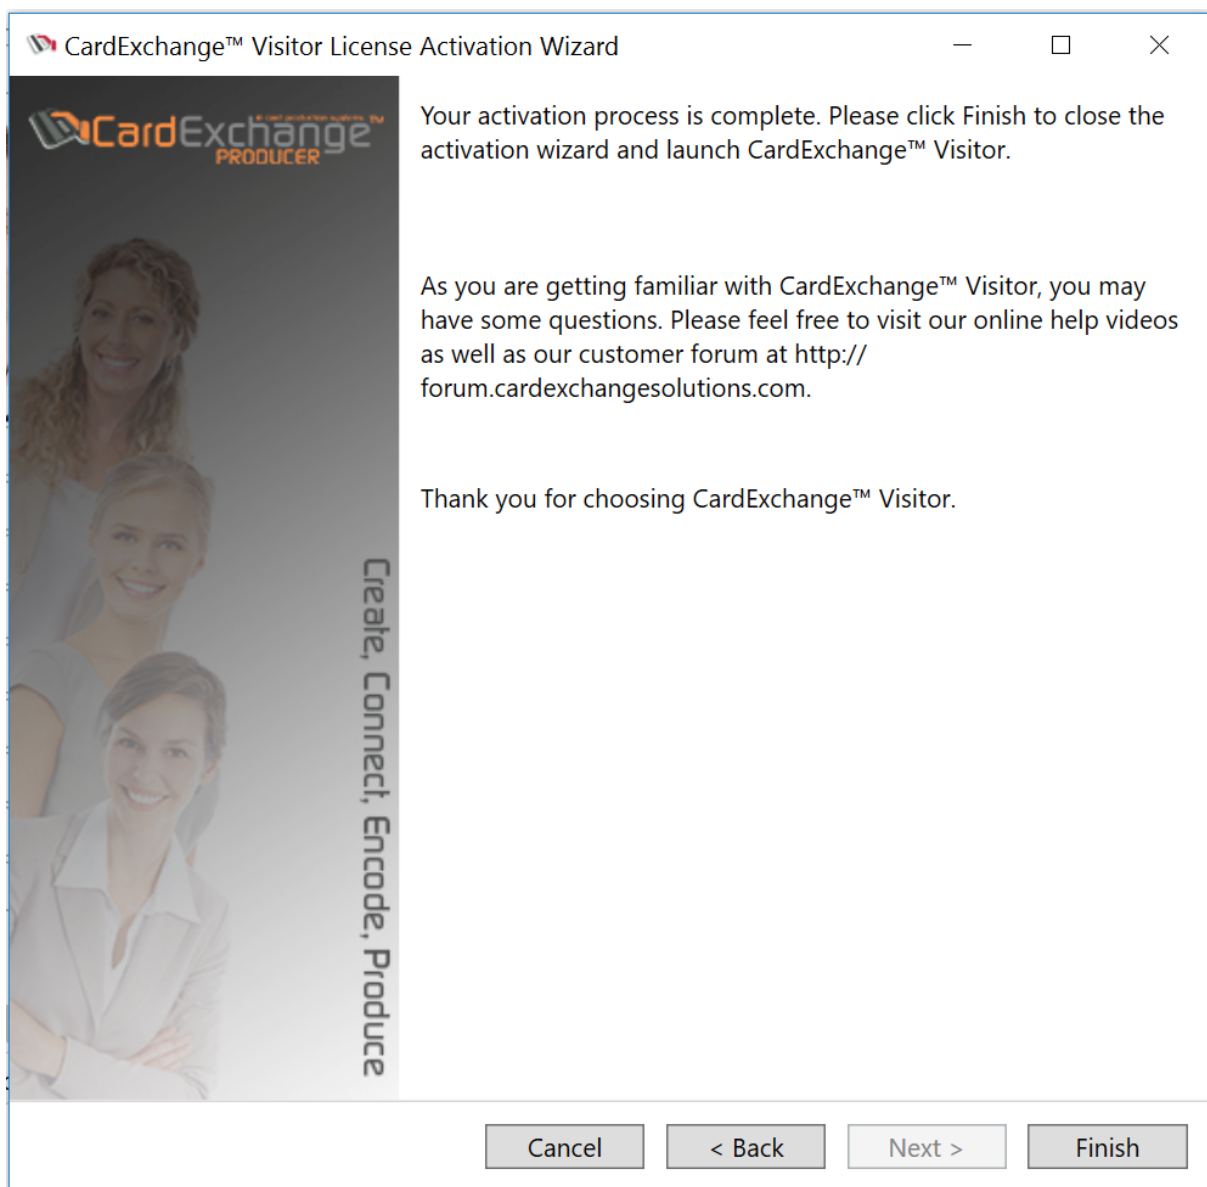 CardExchange™ Visitor License Activation Wizard
CardExchange™
PRODUCER
Create, Connect, Encode, Produce
Your activation process is complete. Please click Finish to close the
activation wizard and launch CardExchange™ Visitor.
As you are getting familiar with CardExchange™ Visitor, you may
have some questions. Please feel free to visit our online help videos
as well as our customer forum at http://
forum.cardexchangesolutions.com.
Thank you for choosing CardExchange™ Visitor.
Cancel
< Back
Next >
Finish